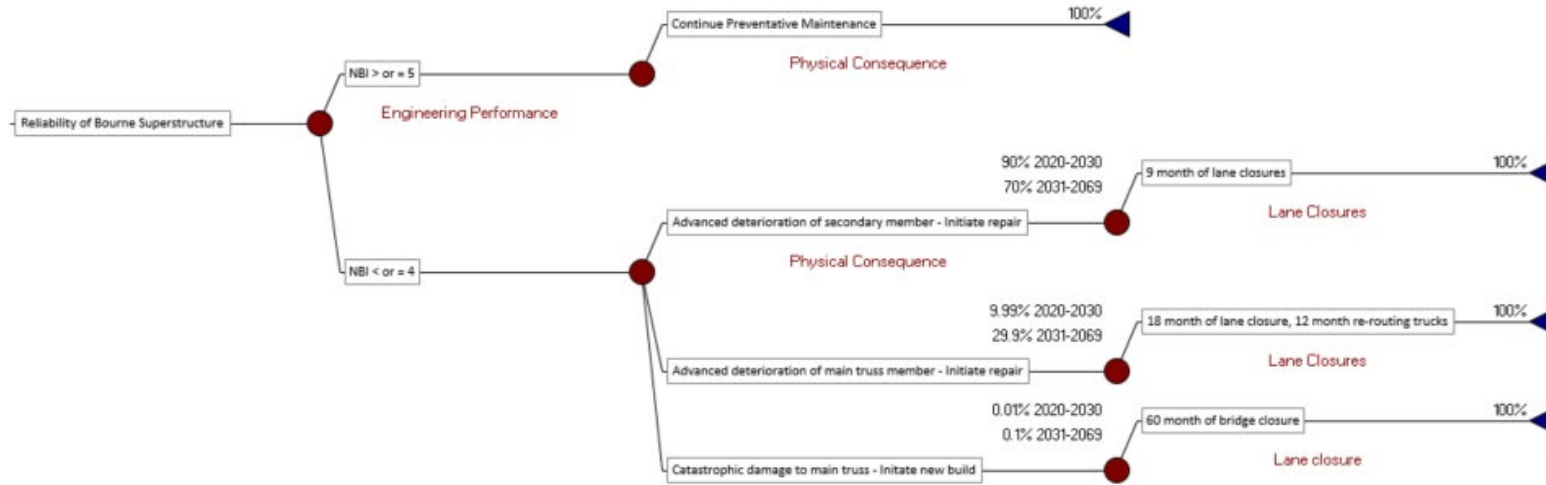 Continue Preventative Maintenance
100%
Physical Consequence
NBI > or = 5
Engineering Performance
Reliability of Bourne Superstructure
90% 2020-2030
70% 2031-2069
9 month of lane closures
100%
Lane Closures
Advanced deterioration of secondary member - Initiate repair
Physical Consequence
NBI < or = 4
9.99% 2020-2030
29.9% 2031-2069
18 month of lane closure, 12 month re-routing trucks
100%
Lane Closures
Advanced deterioration of main truss member - Initiate repair
0.01% 2020-2030
0.1% 2031-2069
60 month of bridge closure
100%
Lane closure
Catastrophic damage to main truss - Initate new build